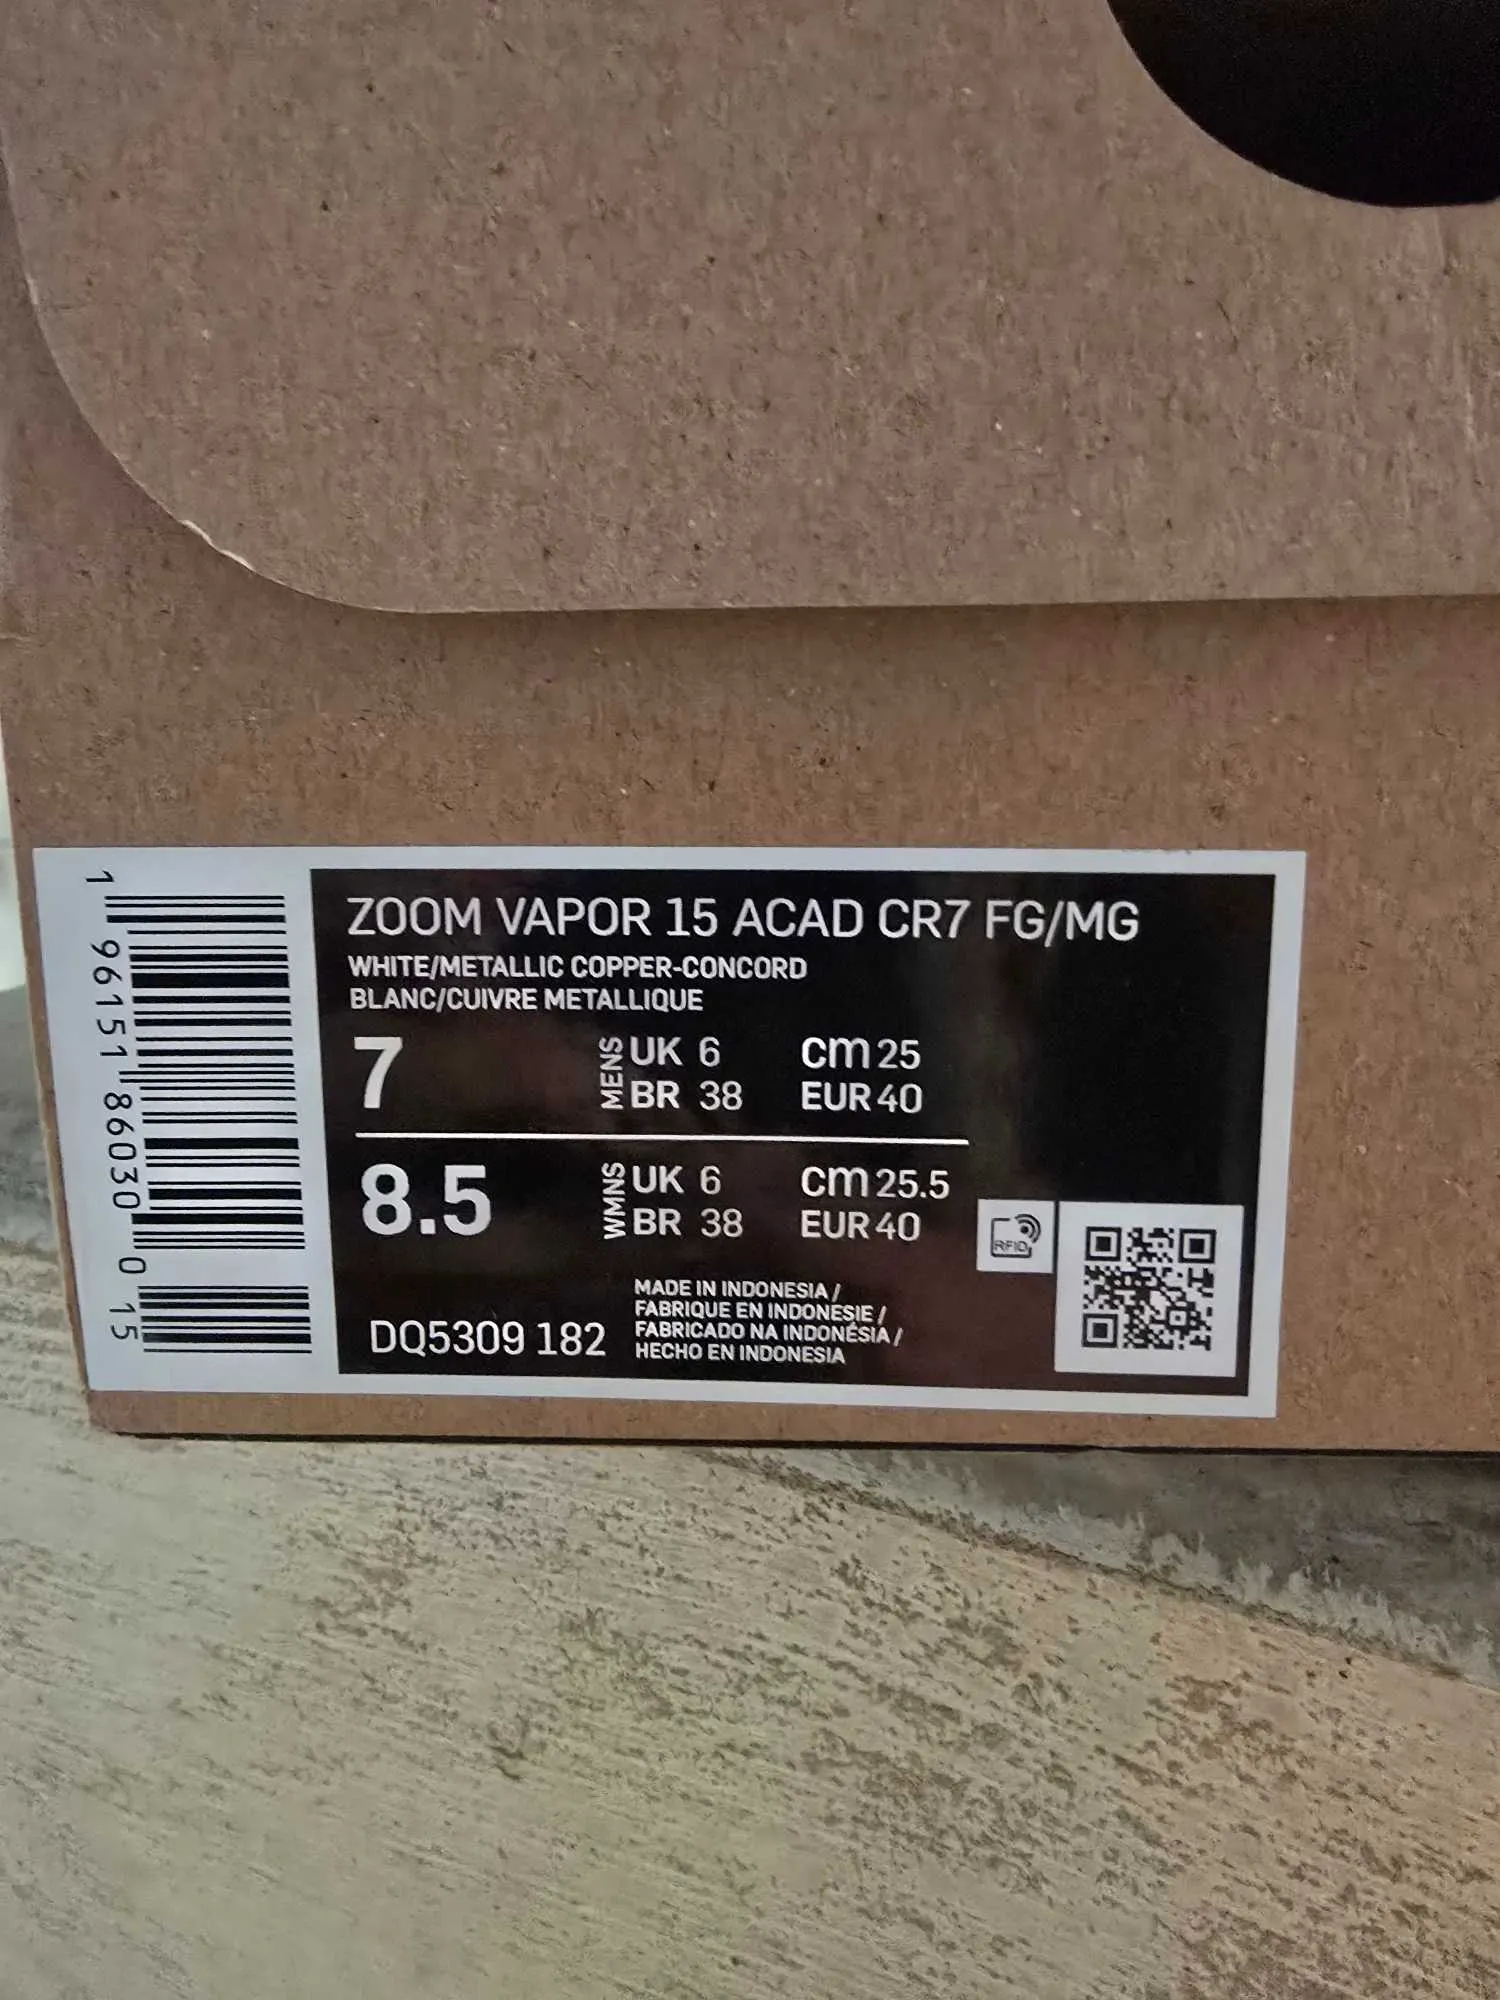 ZOOM VAPOR 15 ACAD CR7 FG/MG
WHITE/METALLIC COPPER-CONCORD
BLANC/CUIVRE METALLIQUE
7 MENS UK 6 cm 25
BR 38 EUR 40
8.5 WMNS UK 6 cm 25.5
BR 38 EUR 40
RFID
DQ5309 182
MADE IN INDONESIA /
FABRIQUE EN INDONESIE /
FABRICADO NA INDONÉSIA /
HECHO EN INDONESIA
1 96151 86030 0 15